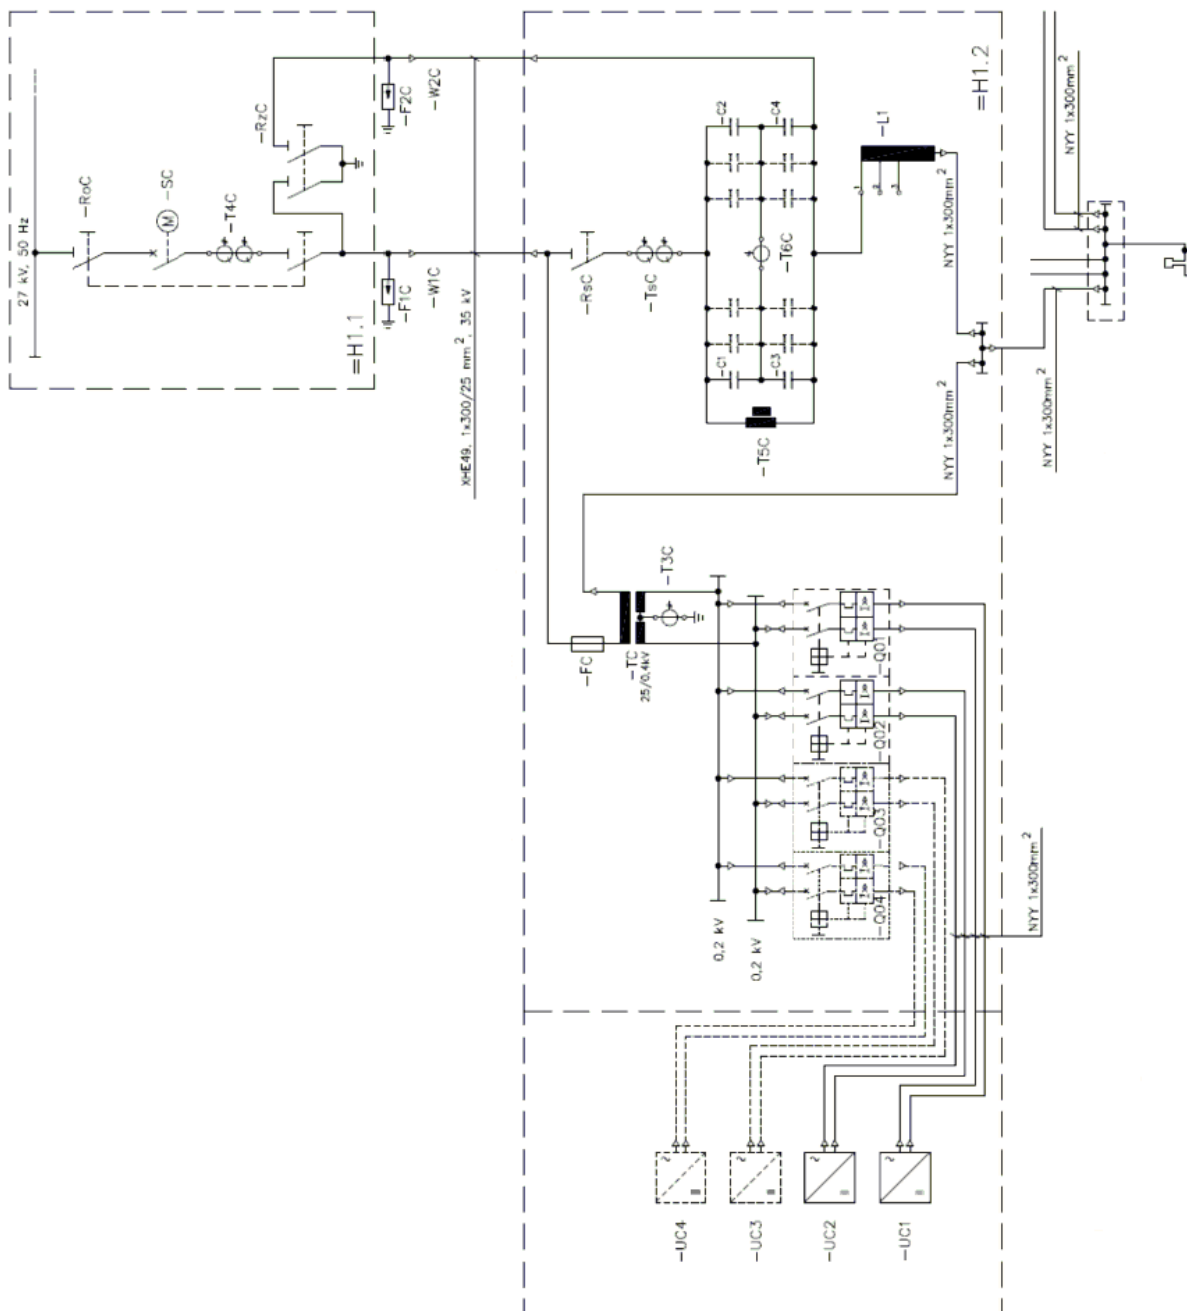 27 kV, 50 Hz
-RoC
-SC
M
-T4C
-RzC
-F2C
-W2C
-F1C
-W1C
=H1.1
XHE49, 1x300/25 mm², 35 kV
=H1.2
-RsC
-TsC
-C2
-C4
-T6C
-C1
-C3
-T5C
-L1
1
2
3
NYY 1x300mm²
NYY 1x300mm²
NYY 1x300mm²
NYY 1x300mm²
-FC
-TC
25/0,4kV
-T3C
0,2 kV
0,2 kV
-Q01
-Q02
-Q03
-Q04
NYY 1x300mm²
-UC4
-UC3
-UC2
-UC1